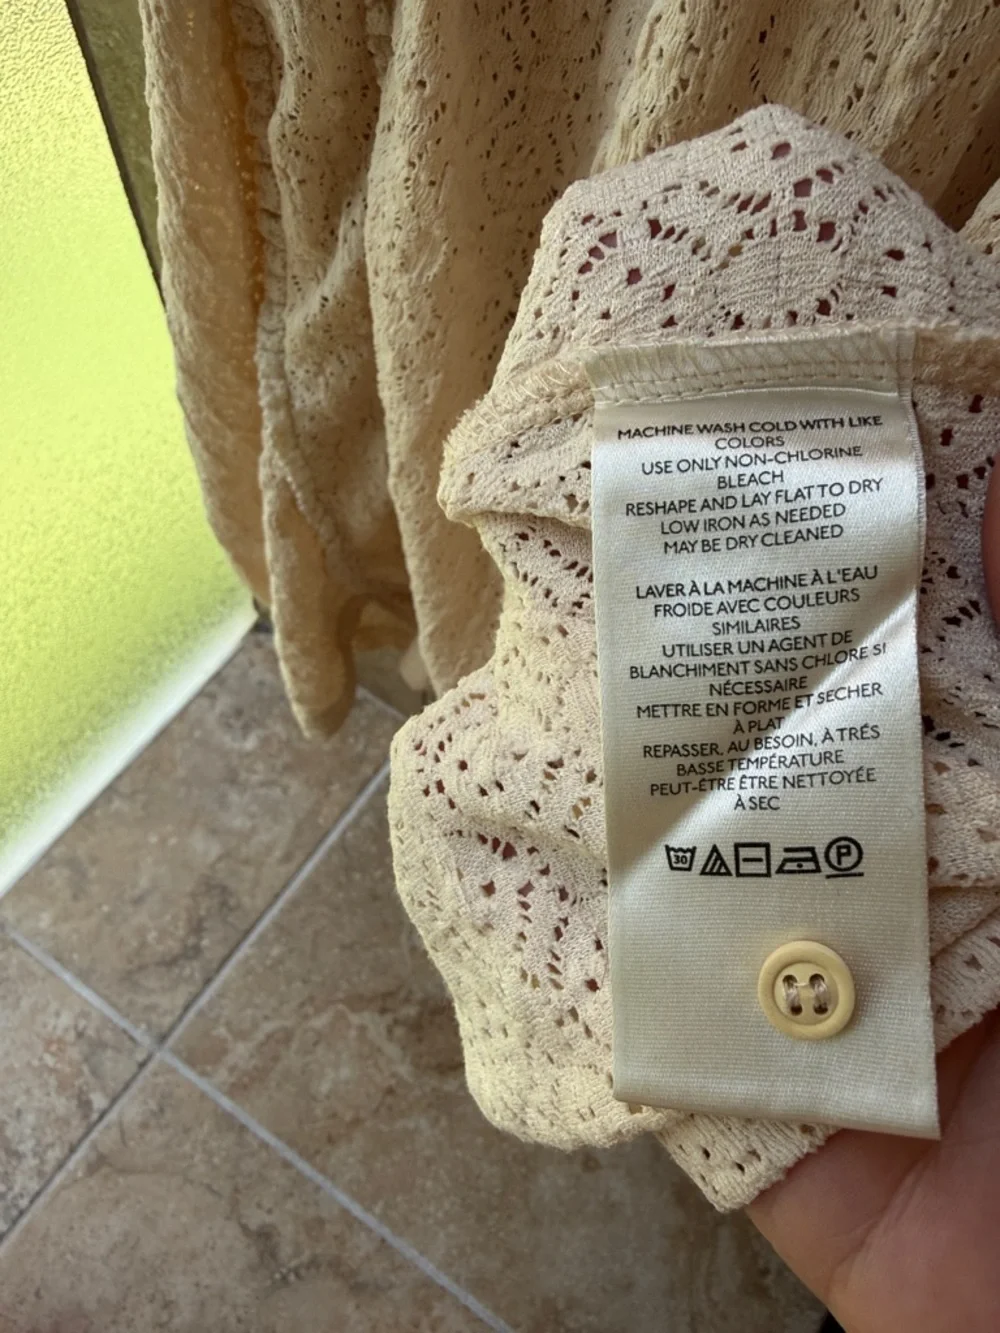 MACHINE WASH COLD WITH LIKE
COLORS
USE ONLY NON-CHLORINE
BLEACH
RESHAPE AND LAY FLAT TO DRY
LOW IRON AS NEEDED
MAY BE DRY CLEANED
LAVER À LA MACHINE À L'EAU
FROIDE AVEC COULEURS
SIMILAIRES
UTILISER UN AGENT DE
BLANCHIMENT SANS CHLORE SI
NÉCESSAIRE
METTRE EN FORME ET SECHER
À PLAT
REPASSER, AU BESOIN, À TRÉS
BASSE TEMPÉRATURE
PEUT-ÉTRE ÊTRE NETTOYÉE
À SEC
30 P